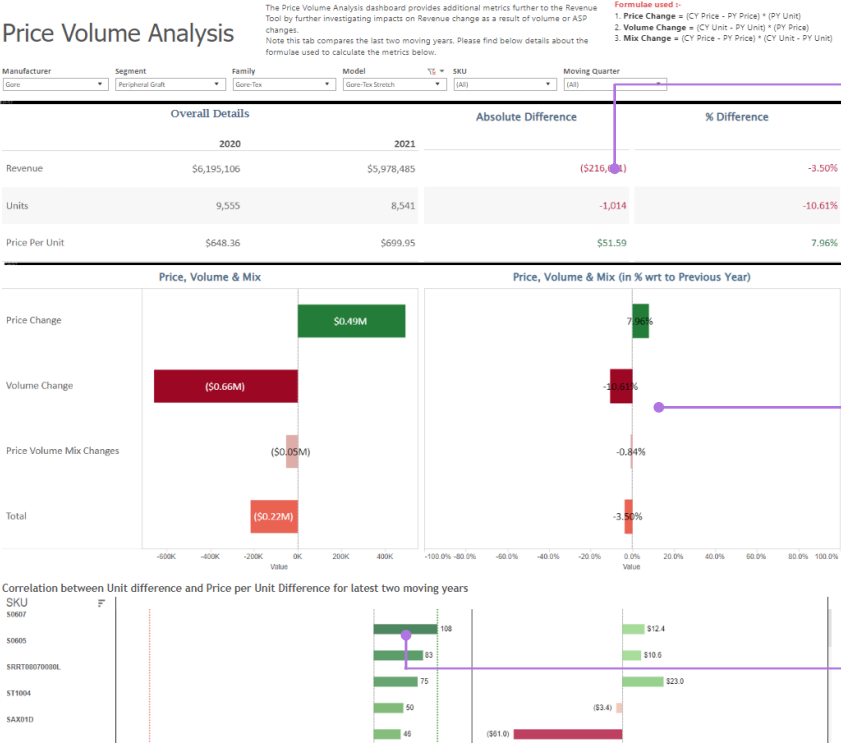 Price Volume Analysis
The Price Volume Analysis dashboard provides additional metrics further to the Revenue
Tool by further investigating impacts on Revenue change as a result of volume or ASP
changes.
Note this tab compares the last two moving years. Please find below details about the
formulae used to calculate the metrics below.
Formulae used :-
1. Price Change = (CY Price - PY Price) * (PY Unit)
2. Volume Change = (CY Unit - PY Unit) * (PY Price)
3. Mix Change = (CY Price - PY Price) * (CY Unit - PY Unit)
Manufacturer Segment Family Model SKU Moving Quarter
Gore Peripheral Graft Gore-Tex Gore-Tex Stretch (All) (All)
Overall Details Absolute Difference % Difference
2020 2021
Revenue $6,195,106 $5,978,485 -3.50%
Units 9,555 8,541 -1,014 -10.61%
Price Per Unit $648.36 $699.95 $51.59 7.96%
Price, Volume & Mix Price, Volume & Mix (in % wrt to Previous Year)
Price Change $0.49M 7.96%
Volume Change ($0.66M) -10.61%
Price Volume Mix Changes ($0.05M) -0.84%
Total ($0.22M) -3.50%
-600K -400K -200K 0K 200K 400K -100.0% -80.0% -60.0% -40.0% -20.0% 0.0% 20.0% 40.0% 60.0% 80.0% 100.0%
Value Value
Correlation between Unit difference and Price per Unit Difference for latest two moving years
SKU
S0607 108 $12.4
S0605 83 $10.6
SRRT08070080L 75 $23.0
ST1004 50 ($3.4)
SAX01D 46 ($61.0)